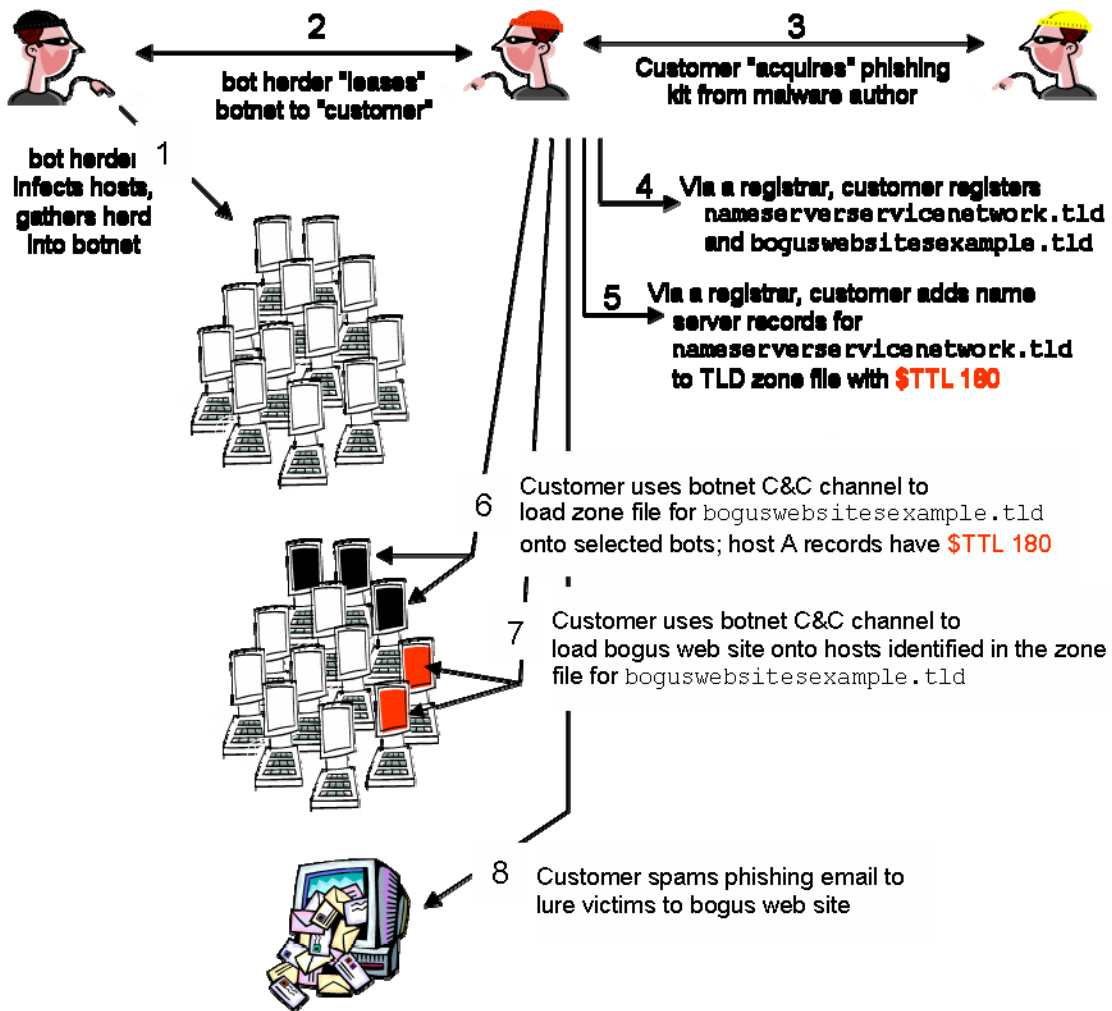 2
bot herder "leases"
botnet to "customer"
3
Customer "acquires" phishing
kit from malware author
1
bot herder
infects hosts,
gathers herd
into botnet
4
Via a registrar, customer registers
nameserverservicenetwork.tld
and boguswebsitesexample.tld
5
Via a registrar, customer adds name
server records for
nameserverservicenetwork.tld
to TLD zone file with $TTL 180
6
Customer uses botnet C&C channel to
load zone file for boguswebsitesexample.tld
onto selected bots; host A records have $TTL 180
7
Customer uses botnet C&C channel to
load bogus web site onto hosts identified in the zone
file for boguswebsitesexample.tld
8
Customer spams phishing email to
lure victims to bogus web site